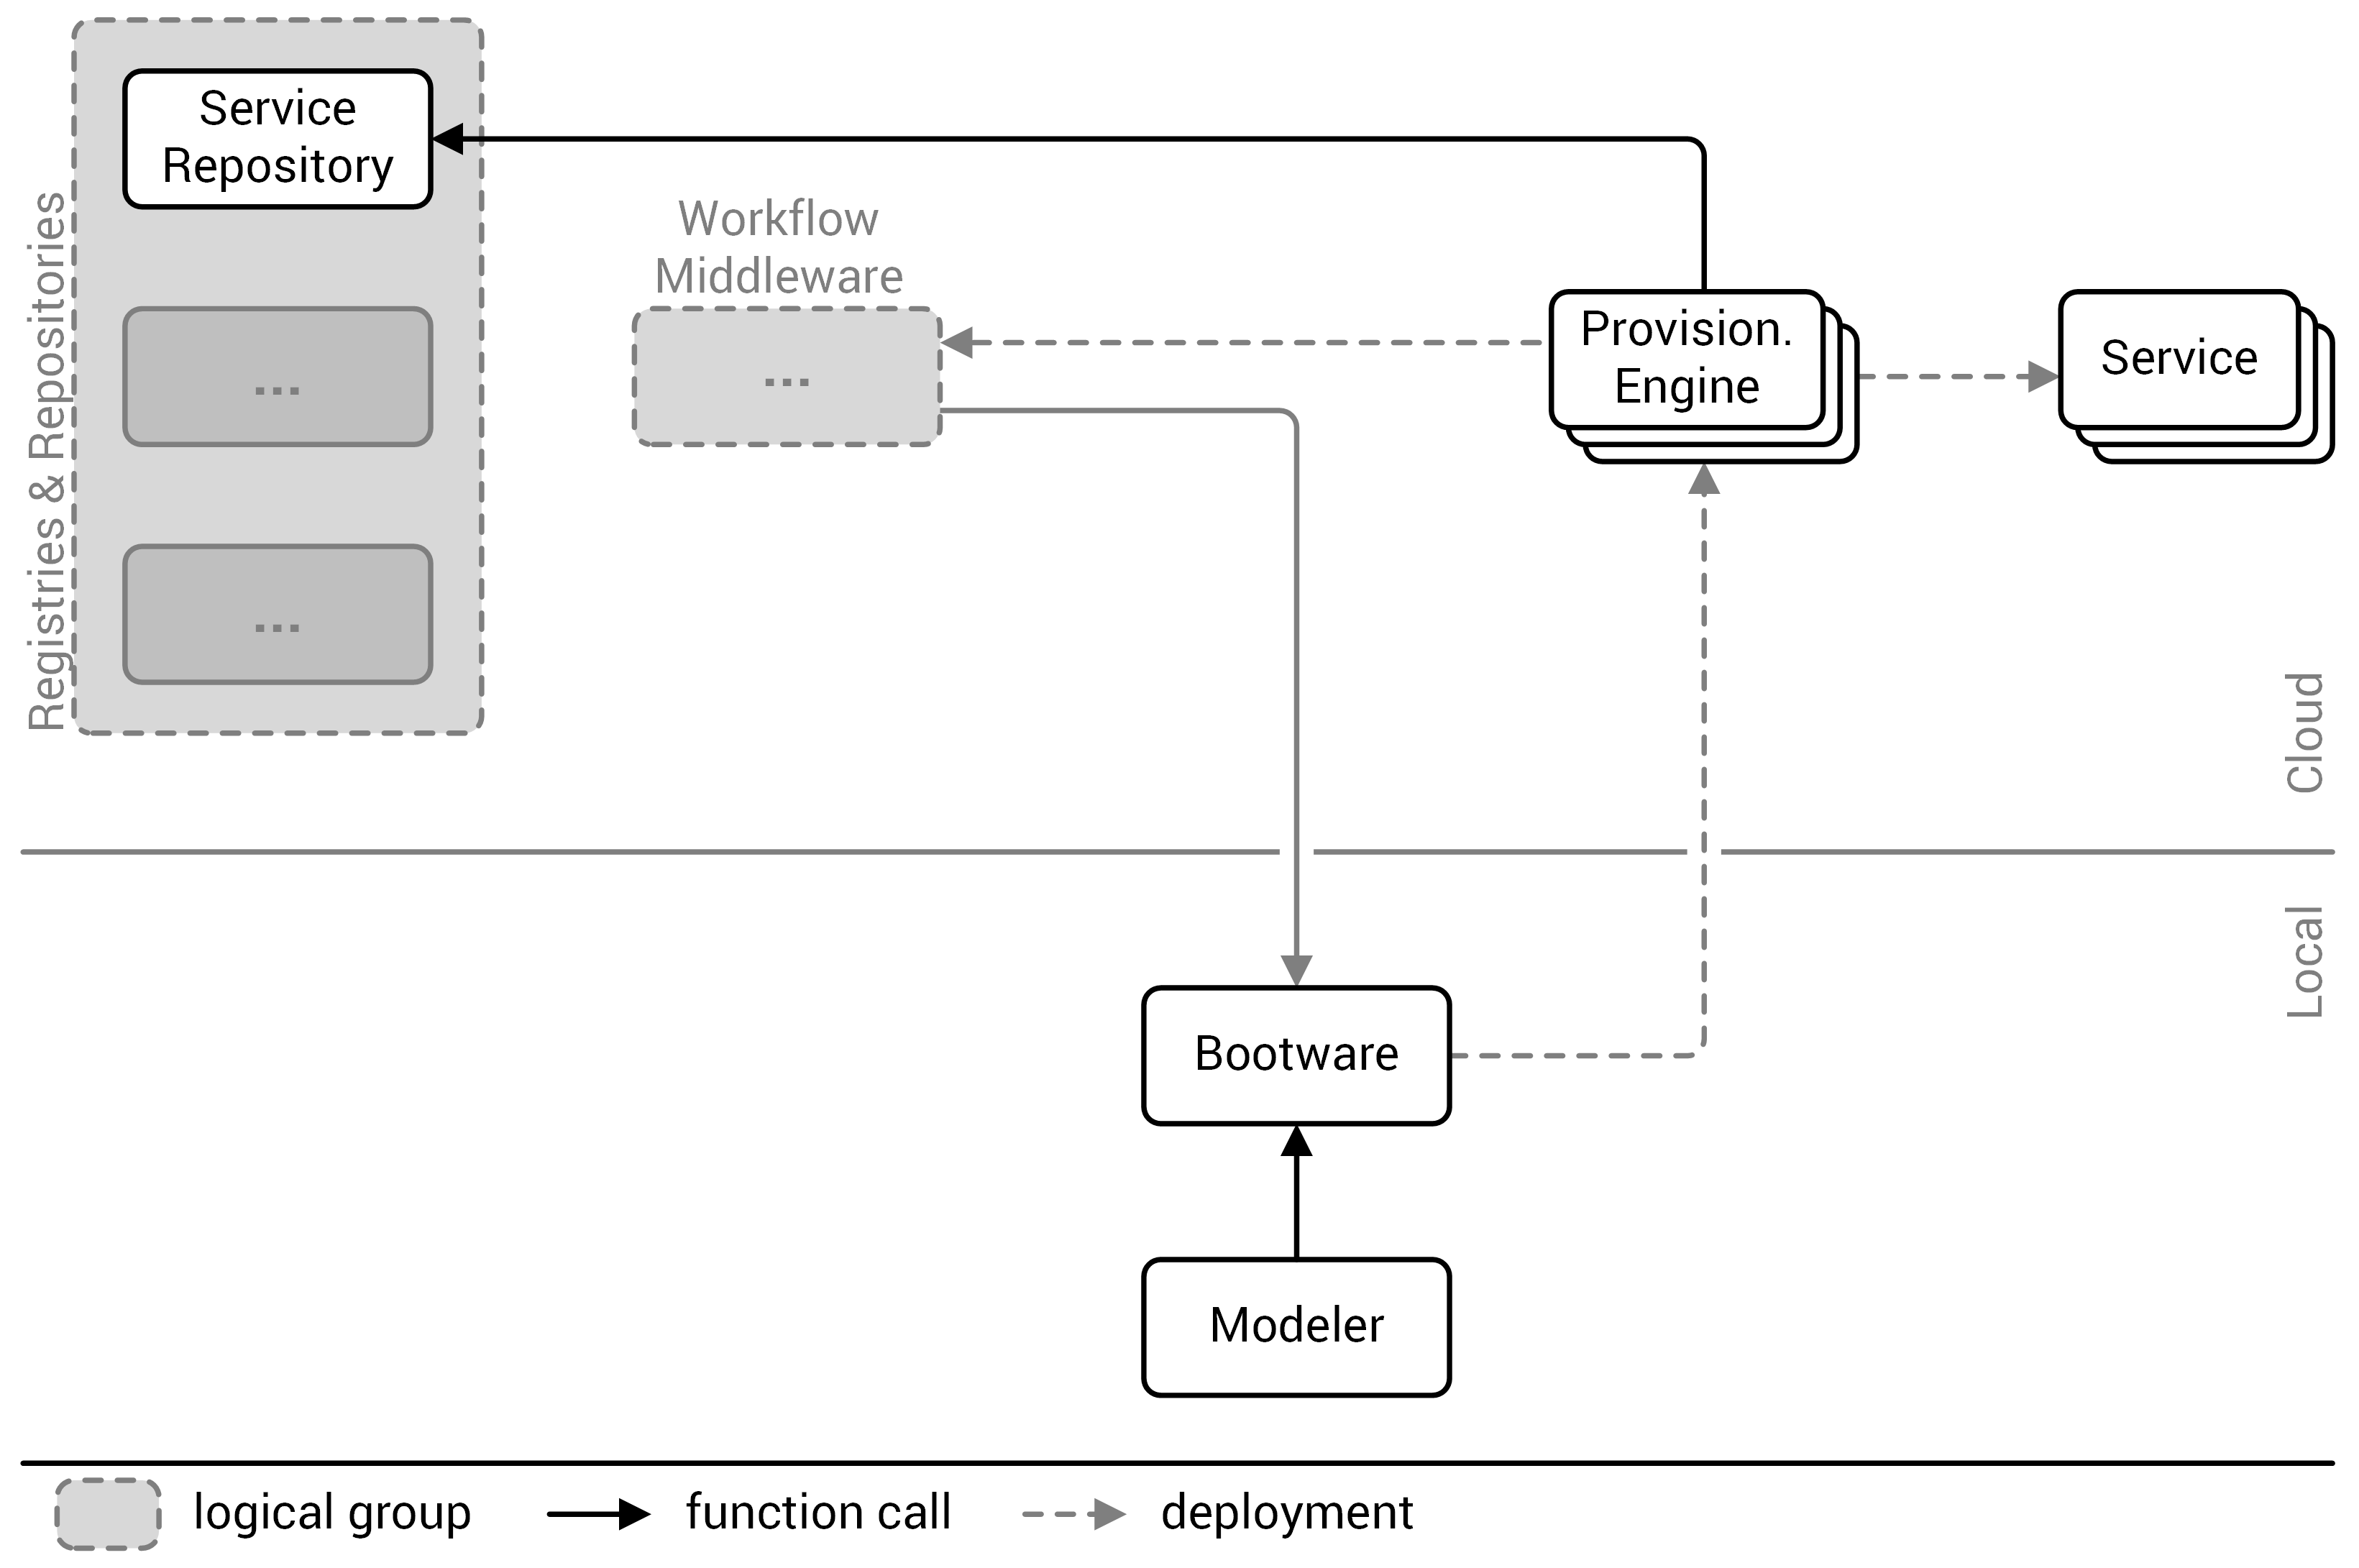 Service
Repository
...
...
Registries & Repositories
Workflow
Middleware
...
Provision.
Engine
Service
Cloud
Local
Bootware
Modeler
logical group
function call
deployment